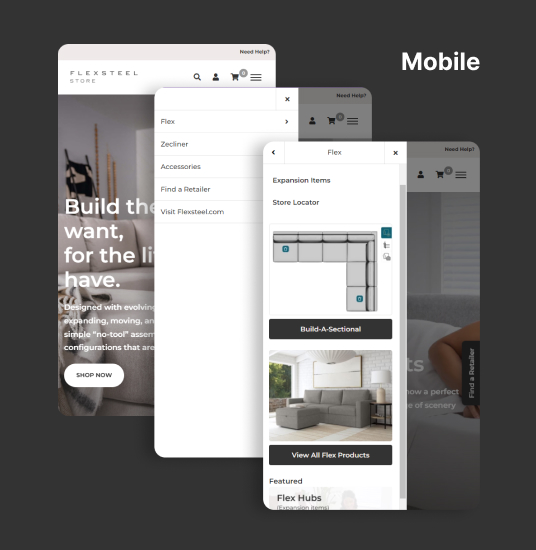 Mobile
Need Help?
FLEXSTEEL
STORE
0
Build the
want,
for the li
have.
Designed with evolving
expanding, moving, an
simple “no-tool” assem
configurations that are
SHOP NOW
Need Help?
0
Flex
Zecliner
Accessories
Find a Retailer
Visit Flexsteel.com
Need Help?
0
Flex
Expansion Items
Store Locator
Build-A-Sectional
View All Flex Products
Featured
Flex Hubs
(Expansion Items)
ts
now a perfect
e of scenery
Find a Retailer